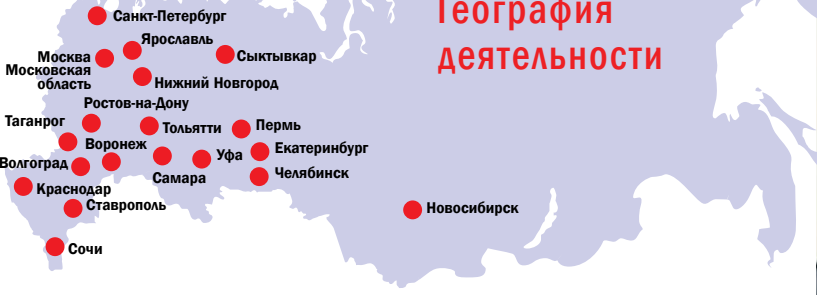 География
деятельности
Санкт-Петербург
Ярославль
Москва
Московская
область
Сыктывкар
Нижний Новгород
Ростов-на-Дону
Таганрог
Тольятти
Пермь
Воронеж
Екатеринбург
Уфа
Волгоград
Самара
Челябинск
Краснодар
Ставрополь
Новосибирск
Сочи